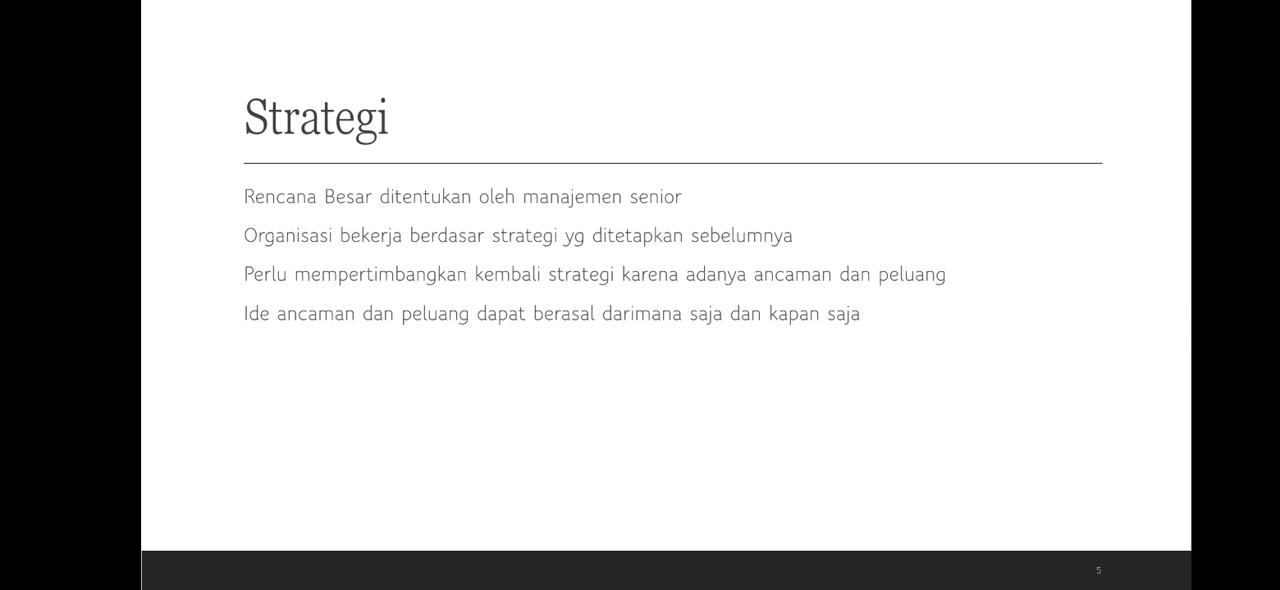 Strategi
Rencana Besar ditentukan oleh manajemen senior
Organisasi bekerja berdasar strategi yg ditetapkan sebelumnya
Perlu mempertimbangkan kembali strategi karena adanya ancaman dan peluang
Ide ancaman dan peluang dapat berasal darimana saja dan kapan saja
5